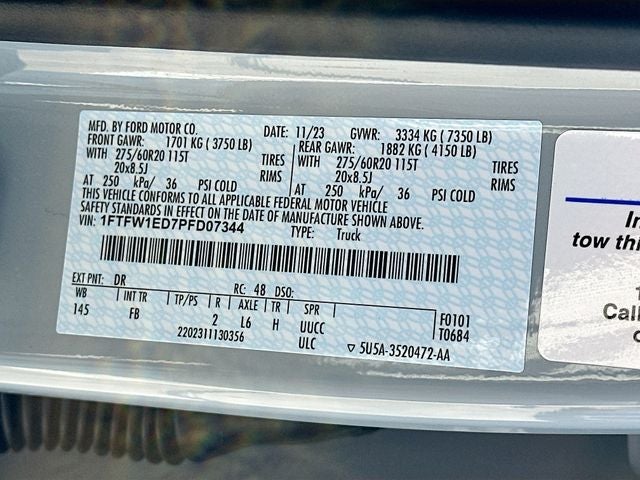 MFD. BY FORD MOTOR CO.
DATE: 11/23 GVWR: 3334 KG ( 7350 LB)
FRONT GAWR: 1701 KG ( 3750 LB) REAR GAWR: 1882 KG ( 4150 LB)
WITH 275/60R20 115T TIRES WITH 275/60R20 115T TIRES
20x8.5J RIMS 20x8.5J RIMS
AT 250 kPa/ 36 PSI COLD AT 250 kPa/ 36 PSI COLD
THIS VEHICLE CONFORMS TO ALL APPLICABLE FEDERAL MOTOR VEHICLE
SAFETY STANDARDS IN EFFECT ON THE DATE OF MANUFACTURE SHOWN ABOVE.
VIN: 1FTFW1ED7PFD07344 TYPE: Truck
EXT PNT: DR RC: 48 DSO:
WB INT TR TP/PS R AXLE TR SPR F0101
145 FB 2 L6 H UUCC T0684
2202311130356 ULC ▽ 5U5A-3520472-AA
In
tow thi
1
Call